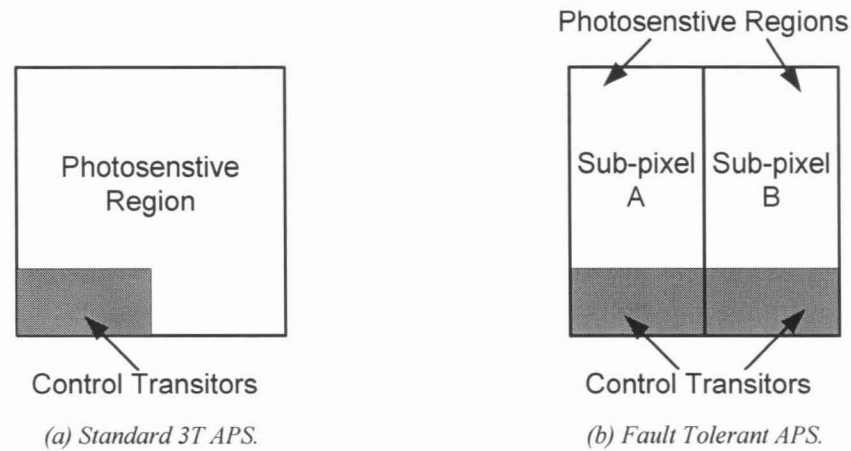 Photosenstive Regions
Photosenstive
Region
Sub-pixel
A
Sub-pixel
B
Control Transitors
Control Transitors
(a) Standard 3T APS.
(b) Fault Tolerant APS.